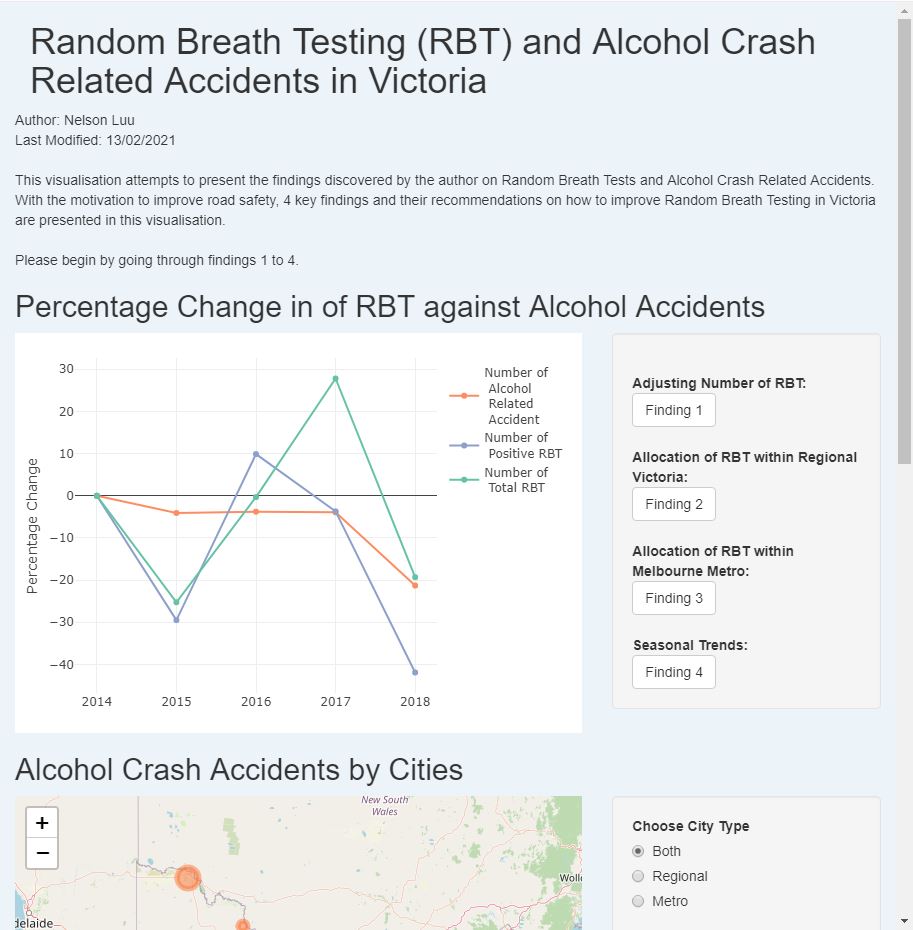 Random Breath Testing (RBT) and Alcohol Crash
Related Accidents in Victoria
Author: Nelson Luu
Last Modified: 13/02/2021
This visualisation attempts to present the findings discovered by the author on Random Breath Tests and Alcohol Crash Related Accidents.
With the motivation to improve road safety, 4 key findings and their recommendations on how to improve Random Breath Testing in Victoria
are presented in this visualisation.
Please begin by going through findings 1 to 4.
Percentage Change in of RBT against Alcohol Accidents
30
20
10
0
−10
−20
−30
−40
Percentage Change
2014
2015
2016
2017
2018
Number of
Alcohol
Related
Accident
Number of
Positive RBT
Number of
Total RBT
Adjusting Number of RBT:
Finding 1
Allocation of RBT within Regional
Victoria:
Finding 2
Allocation of RBT within
Melbourne Metro:
Finding 3
Seasonal Trends:
Finding 4
Alcohol Crash Accidents by Cities
+
−
New South
Wales
Woll
delaide
Choose City Type
Both
Regional
Metro